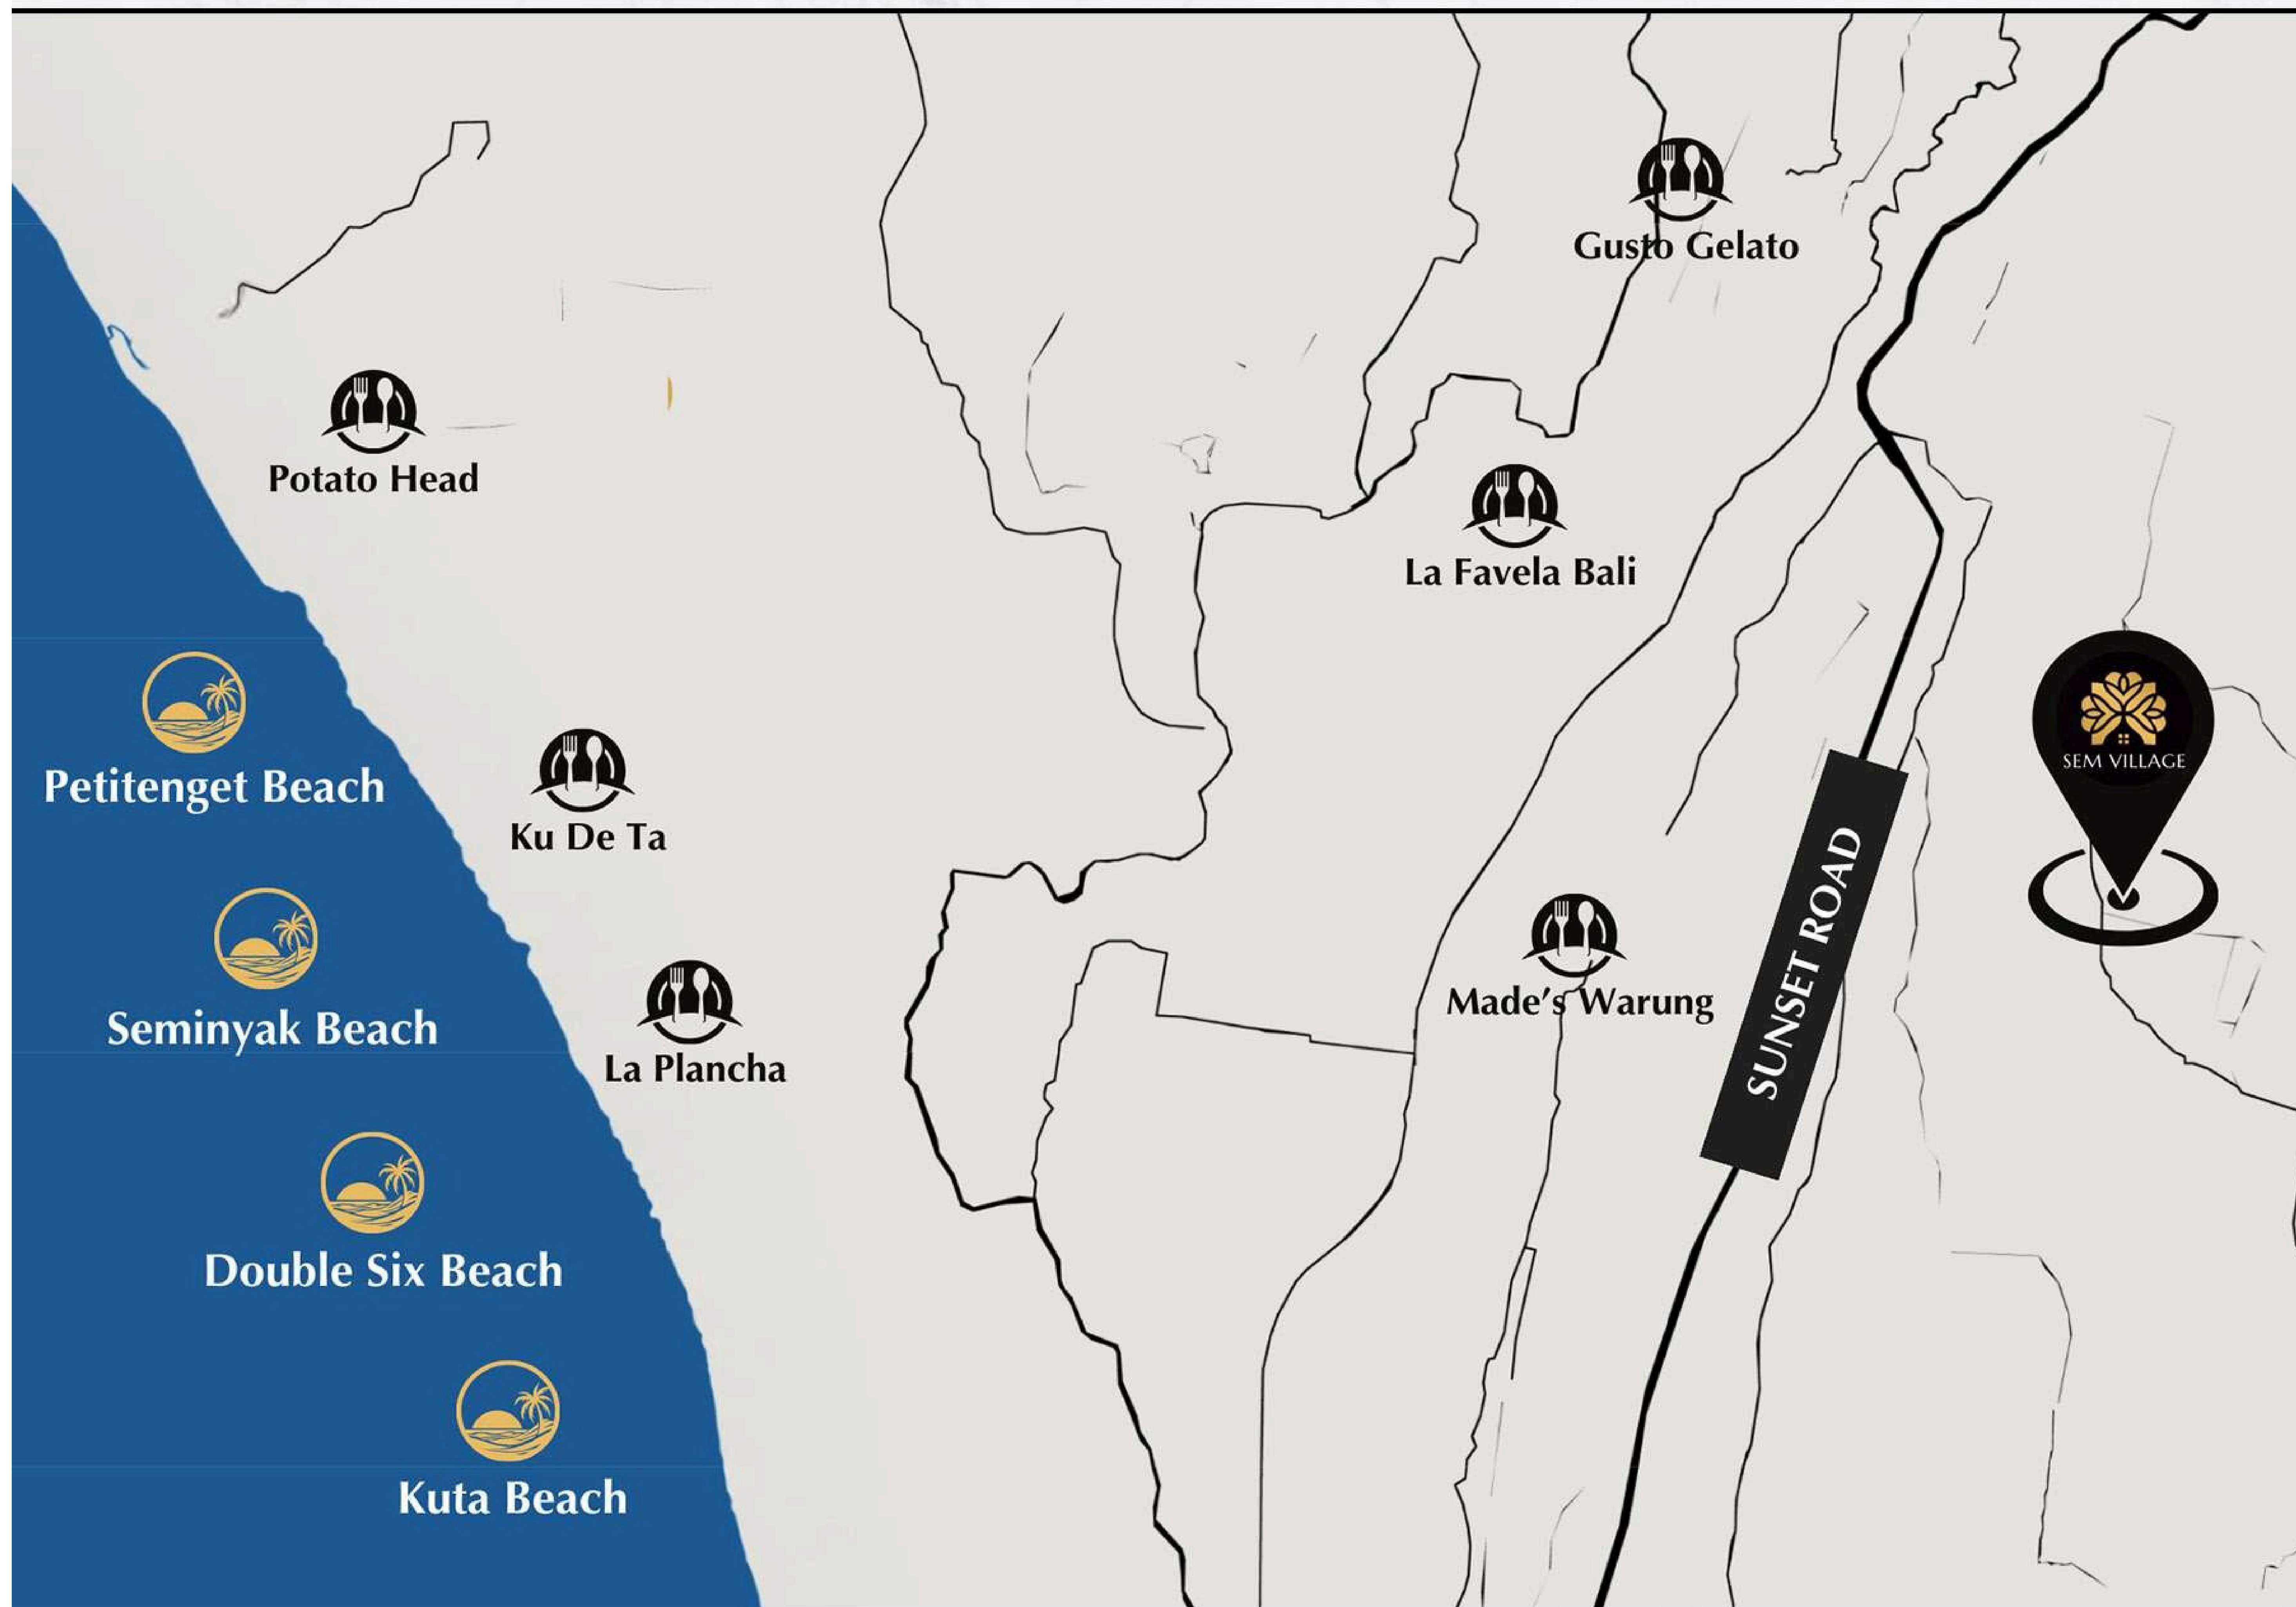 Gusto Gelato
Potato Head
La Favela Bali
SEM VILLAGE
Petitenget Beach
Ku De Ta
SUNSET ROAD
Made's Warung
Seminyak Beach
La Plancha
Double Six Beach
Kuta Beach